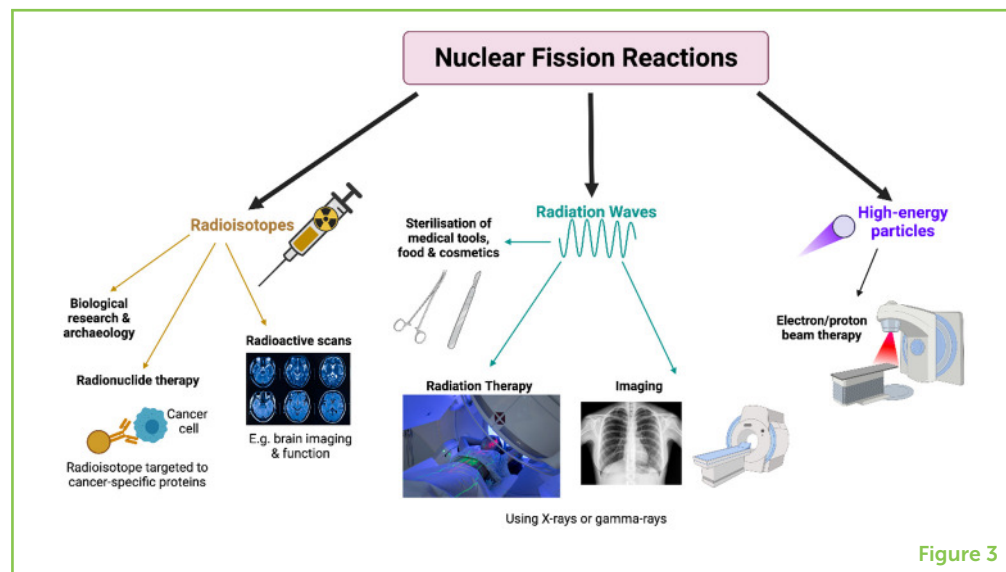 Nuclear Fission Reactions
Radioisotopes
Biological
research &
archaeology
Radionuclide therapy
Cancer
cell
Radioisotope targeted to
cancer-specific proteins
Radioactive scans
E.g. brain imaging
& function
Radiation Waves
Sterilisation of
medical tools,
food & cosmetics
Radiation Therapy
Imaging
Using X-rays or gamma-rays
High-energy
particles
Electron/proton
beam therapy
Figure 3